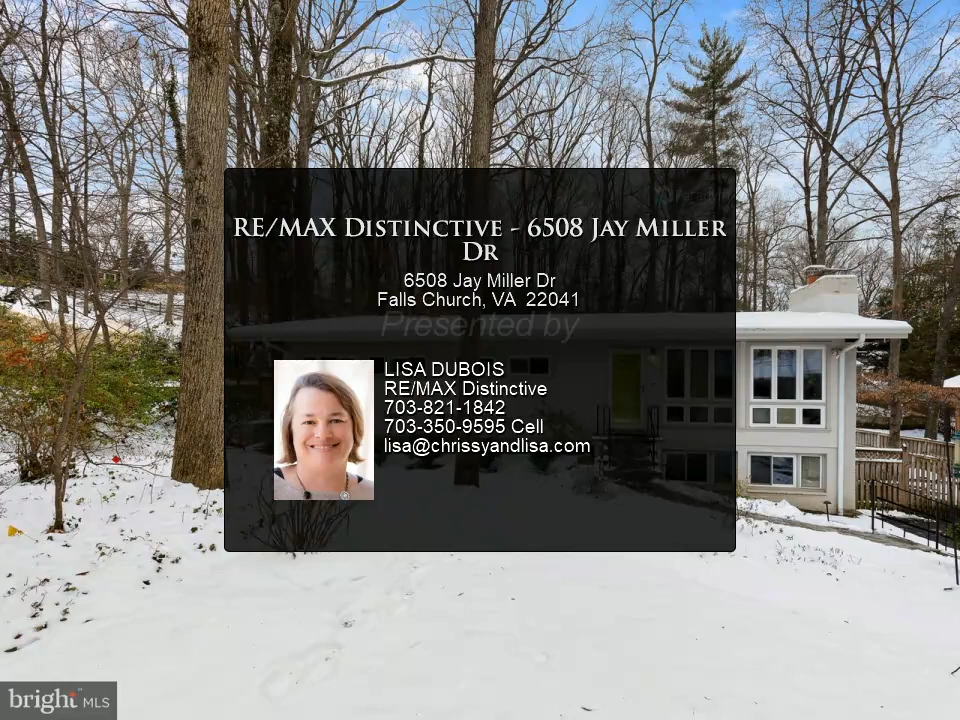 RE/MAX Distinctive - 6508 Jay Miller
Dr
6508 Jay Miller Dr
Falls Church, VA 22041
Presented by
LISA DUBOIS
RE/MAX Distinctive
703-821-1842
703-350-9595 Cell
lisa@chrissyandlisa.com
bright MLS